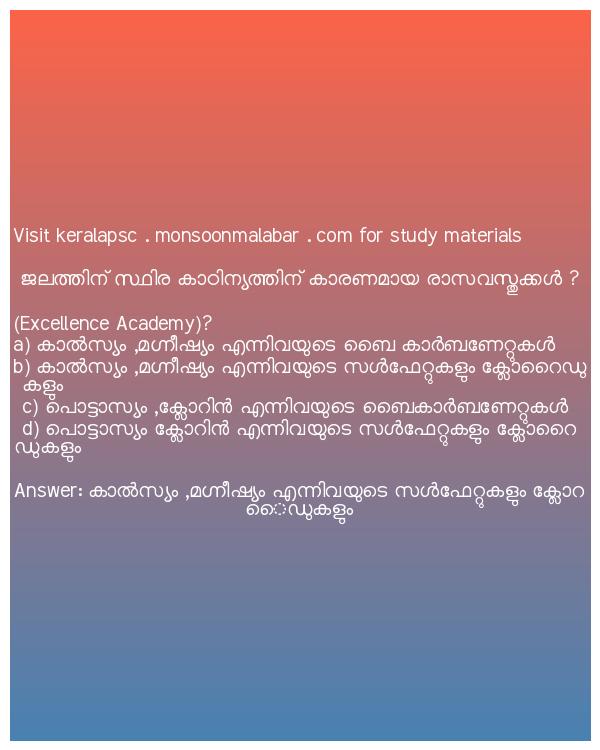 Visit keralapsc . monsoonmalabar . com for study materials
ജലത്തിന് സ്ഥിര കാഠിന്യത്തിന് കാരണമായ രാസവസ്തുക്കൾ ?
(Excellence Academy)?
a) കാൽസ്യം ,മഗ്നീഷ്യം എന്നിവയുടെ ബൈ കാർബണേറ്റുകൾ
b) കാൽസ്യം ,മഗ്നീഷ്യം എന്നിവയുടെ സൾഫേറ്റുകളും ക്ലോറൈഡു
കളും
c) പൊട്ടാസ്യം ,ക്ലോറിൻ എന്നിവയുടെ ബൈകാർബണേറ്റുകൾ
d) പൊട്ടാസ്യം ക്ലോറിൻ എന്നിവയുടെ സൾഫേറ്റുകളും ക്ലോറൈ
ഡുകളും
Answer: കാൽസ്യം ,മഗ്നീഷ്യം എന്നിവയുടെ സൾഫേറ്റുകളും ക്ലോറ
ൈഡുകളും